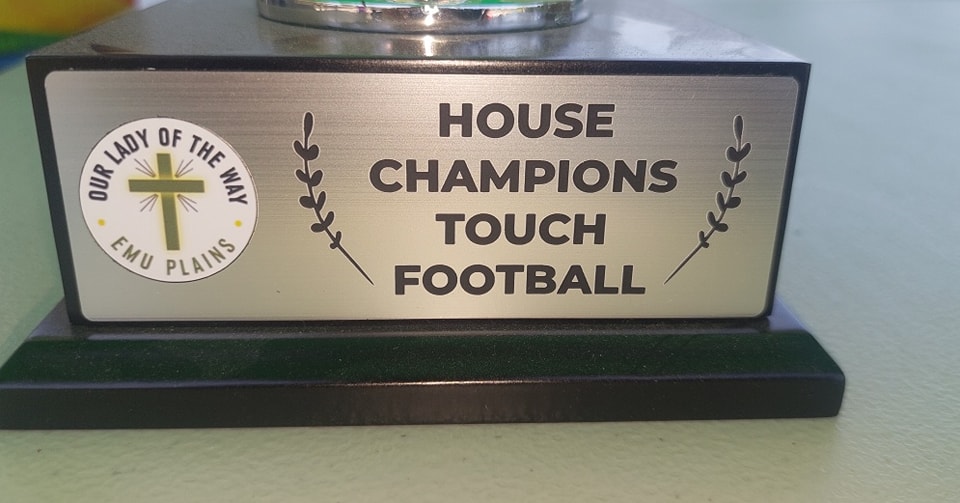 OUR LADY OF THE WAY
EMU PLAINS
HOUSE
CHAMPIONS
TOUCH
FOOTBALL